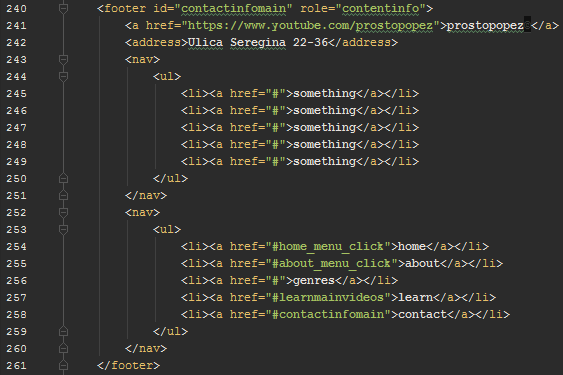 240 <footer id="contactinfomain" role="contentinfo">
241 <a href="https://www.youtube.com/prostopopez">prostopopez </a>
242 <address>Ulica Seregina 22-36</address>
243 <nav>
244 <ul>
245 <li><a href="#">something</a></li>
246 <li><a href="#">something</a></li>
247 <li><a href="#">something</a></li>
248 <li><a href="#">something</a></li>
249 <li><a href="#">something</a></li>
250 </ul>
251 </nav>
252 <nav>
253 <ul>
254 <li><a href="#home_menu_click">home</a></li>
255 <li><a href="#about_menu_click">about</a></li>
256 <li><a href="#">genres</a></li>
257 <li><a href="#learnmainvideos">learn</a></li>
258 <li><a href="#contactinfomain">contact</a></li>
259 </ul>
260 </nav>
261 </footer>